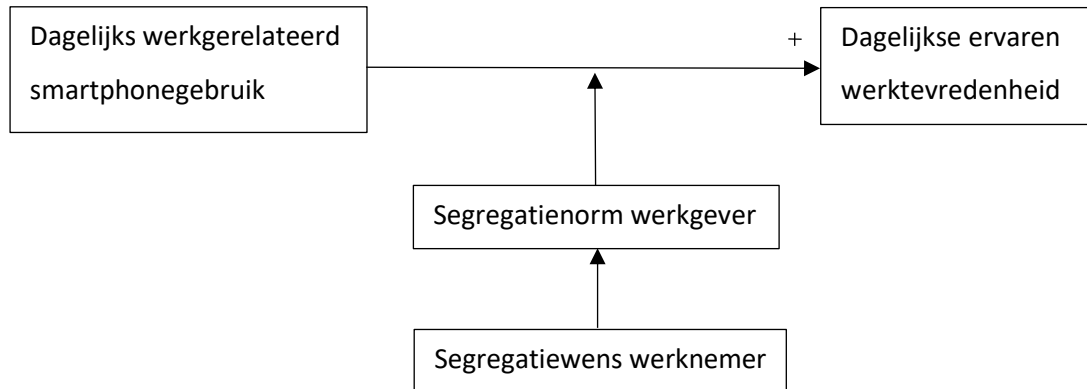 Dagelijks werkgerelateerd
smartphonegebruik
+
Dagelijkse ervaren
werktevredenheid
Segregatienorm werkgever
Segregatiewens werknemer